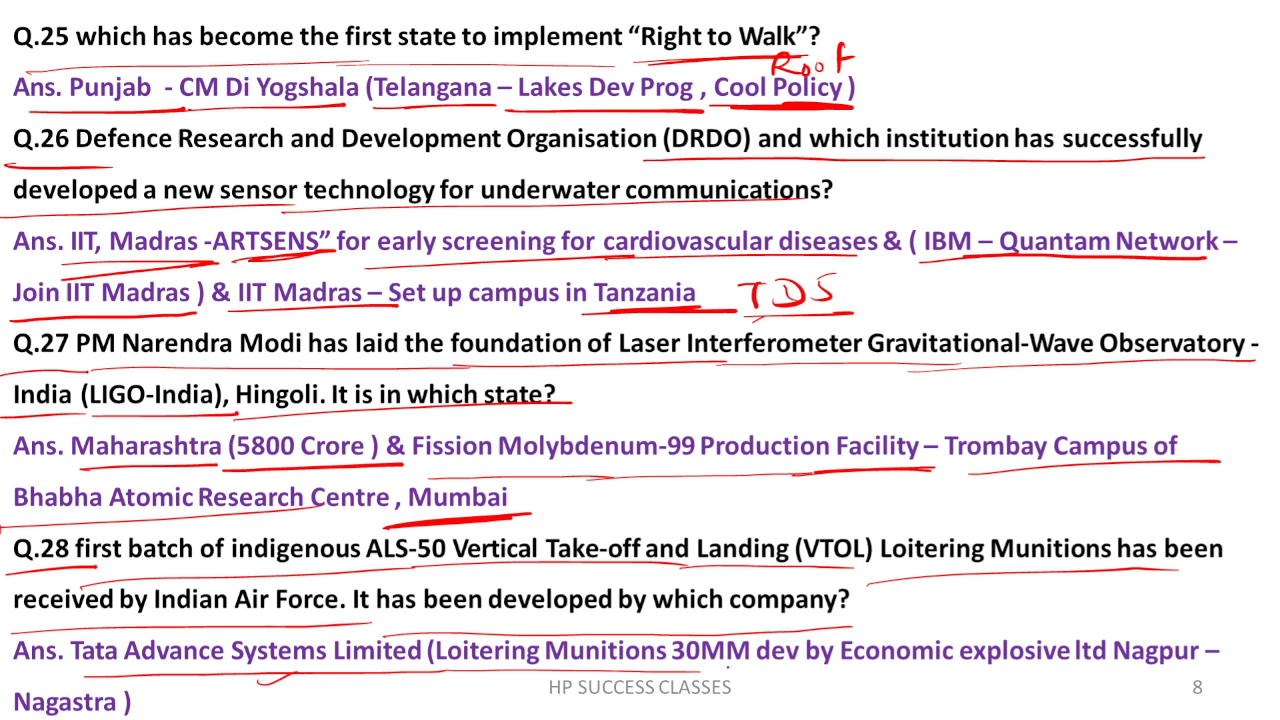 Q.25 which has become the first state to implement “Right to Walk”?
Roof
Ans. Punjab - CM Di Yogshala (Telangana – Lakes Dev Prog , Cool Policy )
Q.26 Defence Research and Development Organisation (DRDO) and which institution has successfully
developed a new sensor technology for underwater communications?
Ans. IIT, Madras -ARTSENS” for early screening for cardiovascular diseases & ( IBM – Quantam Network –
Join IIT Madras ) & IIT Madras – Set up campus in Tanzania TDS
Q.27 PM Narendra Modi has laid the foundation of Laser Interferometer Gravitational-Wave Observatory -
India (LIGO-India), Hingoli. It is in which state?
Ans. Maharashtra (5800 Crore ) & Fission Molybdenum-99 Production Facility – Trombay Campus of
Bhabha Atomic Research Centre , Mumbai
Q.28 first batch of indigenous ALS-50 Vertical Take-off and Landing (VTOL) Loitering Munitions has been
received by Indian Air Force. It has been developed by which company?
Ans. Tata Advance Systems Limited (Loitering Munitions 30MM dev by Economic explosive ltd Nagpur –
Nagastra )
HP SUCCESS CLASSES 8